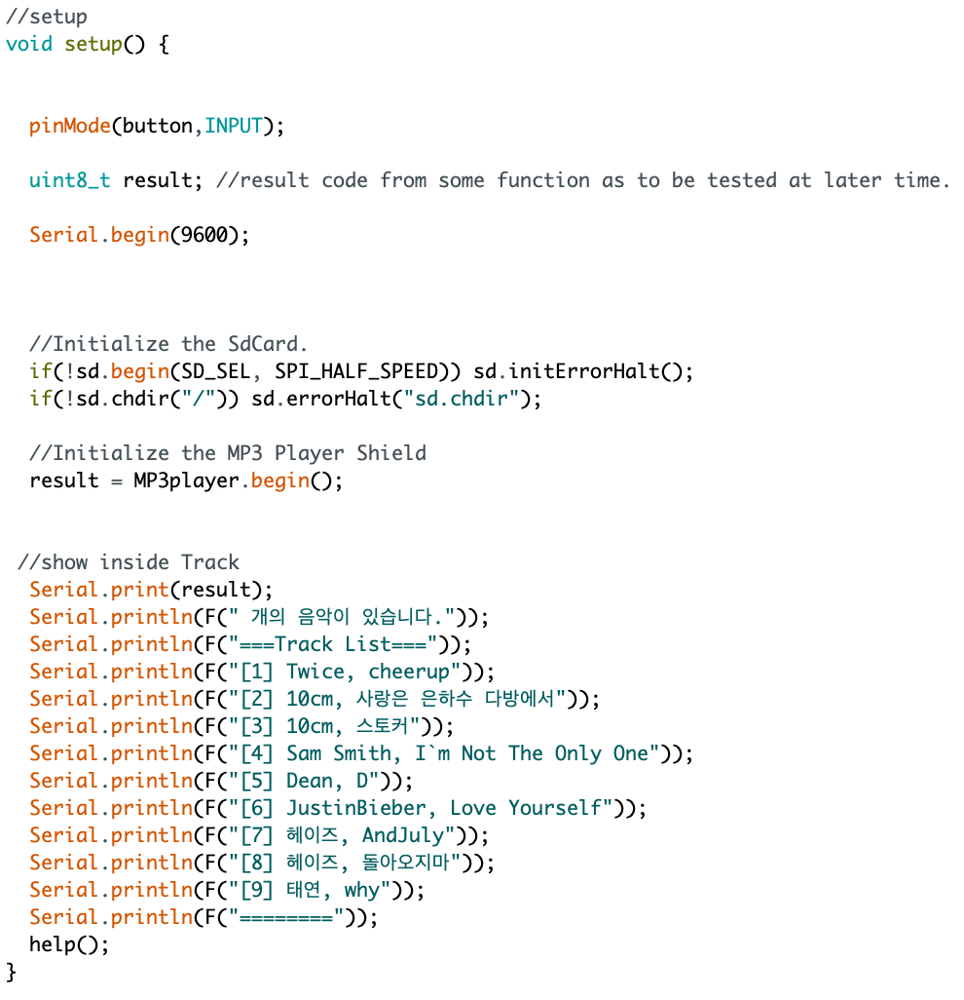 //setup
void setup() {
pinMode(button,INPUT);
uint8_t result; //result code from some function as to be tested at later time.
Serial.begin(9600);
//Initialize the SdCard.
if(!sd.begin(SD_SEL, SPI_HALF_SPEED)) sd.initErrorHalt();
if(!sd.chdir("/")) sd.errorHalt("sd.chdir");
//Initialize the MP3 Player Shield
result = MP3player.begin();
//show inside Track
Serial.print(result);
Serial.println(F(" 개의 음악이 있습니다."));
Serial.println(F("===Track List==="));
Serial.println(F("[1] Twice, cheerup"));
Serial.println(F("[2] 10cm, 사랑은 은하수 다방에서"));
Serial.println(F("[3] 10cm, 스토커"));
Serial.println(F("[4] Sam Smith, I`m Not The Only One"));
Serial.println(F("[5] Dean, D"));
Serial.println(F("[6] JustinBieber, Love Yourself"));
Serial.println(F("[7] 헤이즈, AndJuly"));
Serial.println(F("[8] 헤이즈, 돌아오지마"));
Serial.println(F("[9] 태연, why"));
Serial.println(F("========"));
help();
}